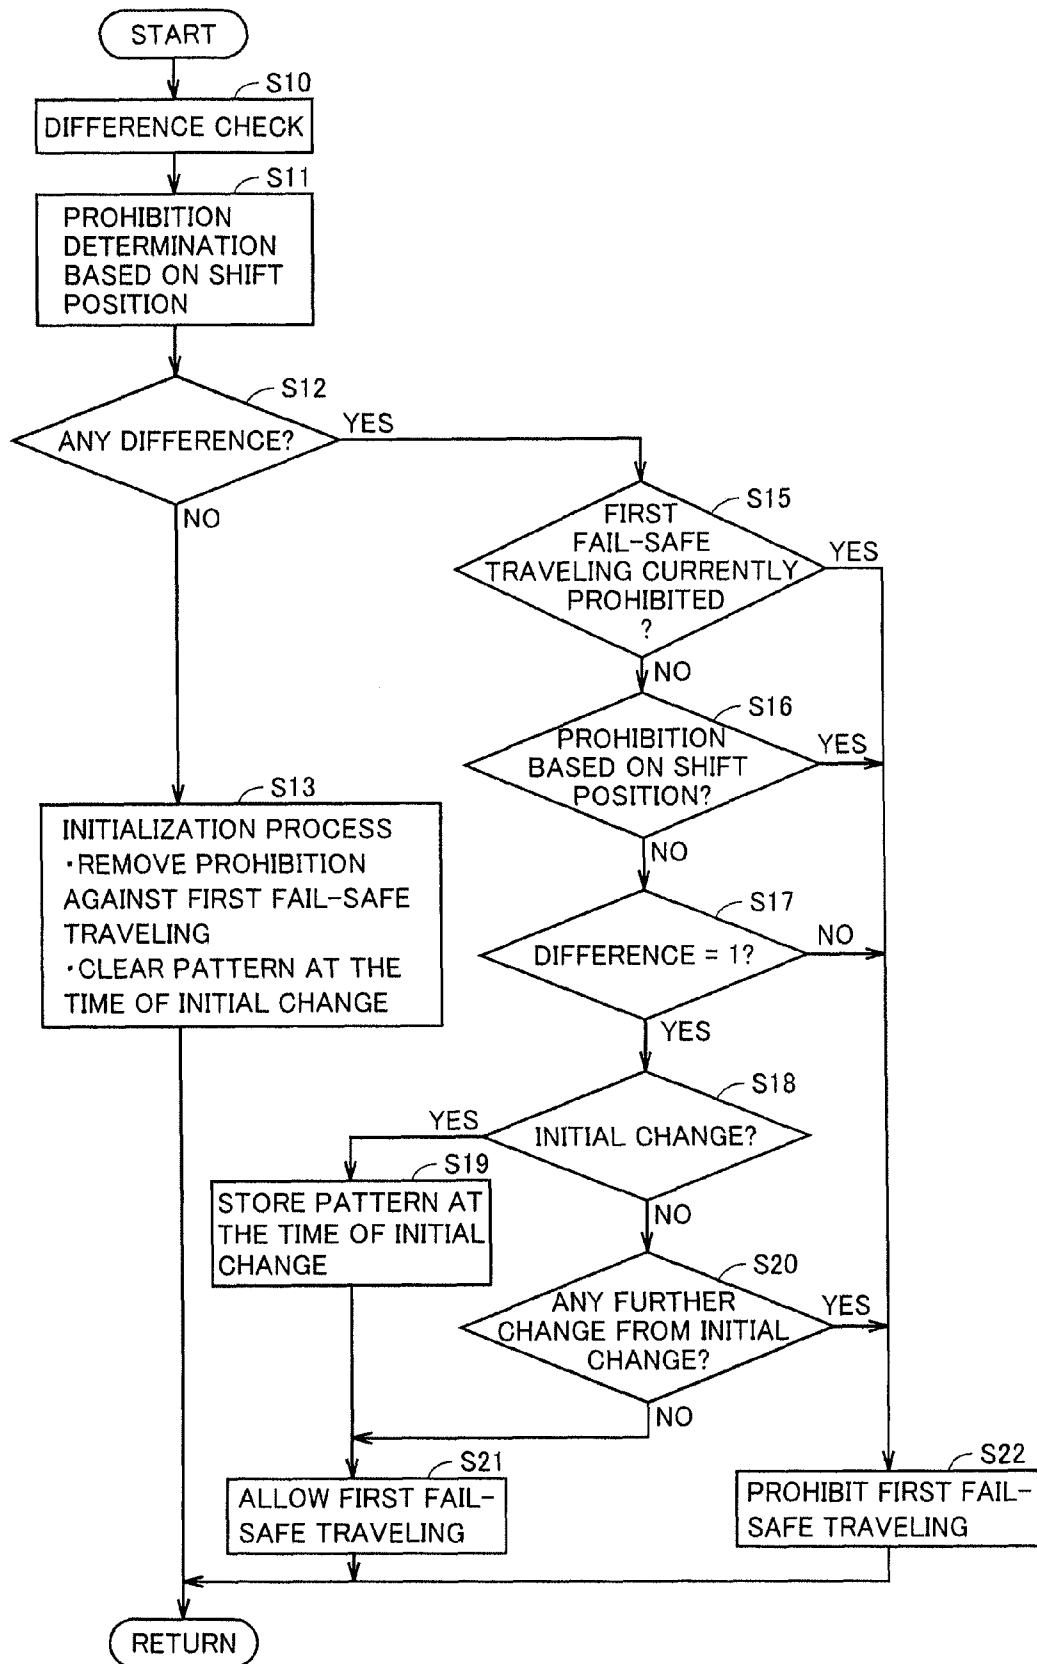 START
S10
DIFFERENCE CHECK
S11
PROHIBITION
DETERMINATION
BASED ON SHIFT
POSITION
S12
ANY DIFFERENCE?
YES
NO
S15
FIRST
FAIL-SAFE
TRAVELING CURRENTLY
PROHIBITED
?
YES
NO
S16
PROHIBITION
BASED ON SHIFT
POSITION?
YES
NO
S13
INITIALIZATION PROCESS
・REMOVE PROHIBITION
AGAINST FIRST FAIL-SAFE
TRAVELING
・CLEAR PATTERN AT THE
TIME OF INITIAL CHANGE
S17
DIFFERENCE = 1?
NO
YES
S18
INITIAL CHANGE?
YES
NO
S19
STORE PATTERN AT
THE TIME OF INITIAL
CHANGE
S20
ANY FURTHER
CHANGE FROM INITIAL
CHANGE?
YES
NO
S21
ALLOW FIRST FAIL-
SAFE TRAVELING
S22
PROHIBIT FIRST FAIL-
SAFE TRAVELING
RETURN